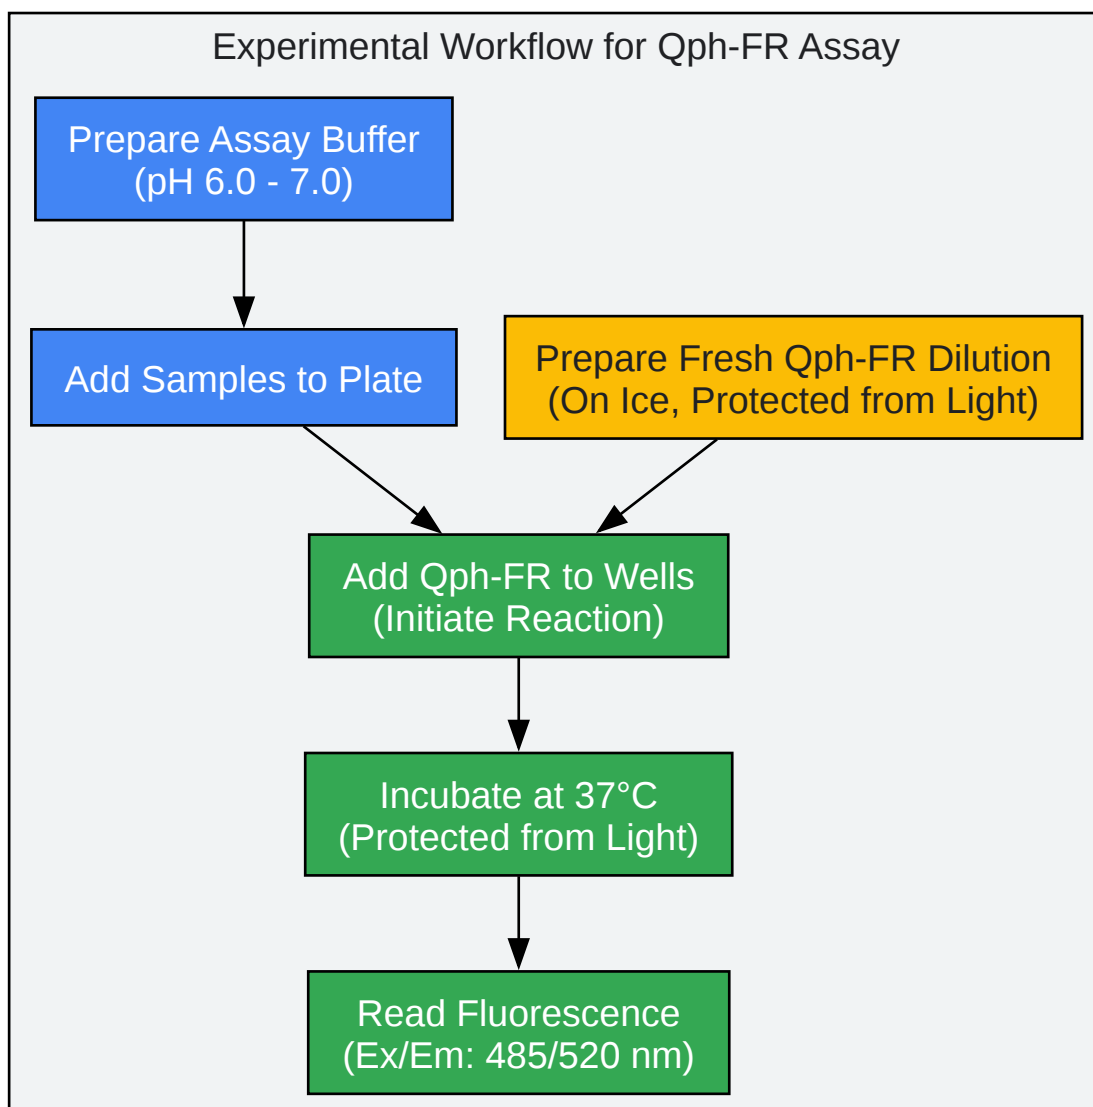 Experimental Workflow for Qph-FR Assay
Prepare Assay Buffer
(pH 6.0 - 7.0)
Add Samples to Plate
Prepare Fresh Qph-FR Dilution
(On Ice, Protected from Light)
Add Qph-FR to Wells
(Initiate Reaction)
Incubate at 37°C
(Protected from Light)
Read Fluorescence
(Ex/Em: 485/520 nm)